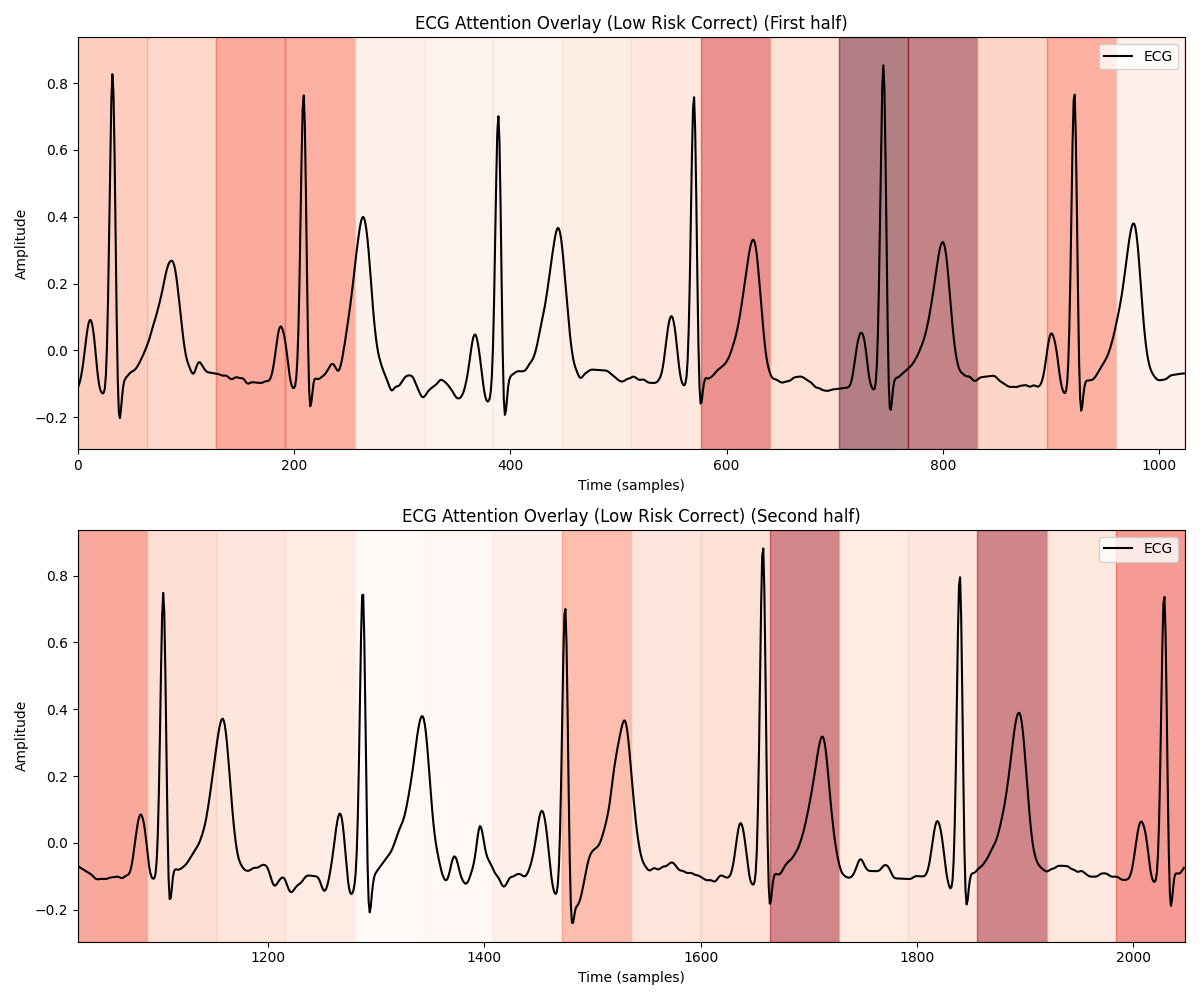 ECG Attention Overlay (Low Risk Correct) (First half)
ECG
Amplitude
0.8
0.6
0.4
0.2
0.0
−0.2
0 200 400 600 800 1000
Time (samples)
ECG Attention Overlay (Low Risk Correct) (Second half)
ECG
Amplitude
0.8
0.6
0.4
0.2
0.0
−0.2
1200 1400 1600 1800 2000
Time (samples)